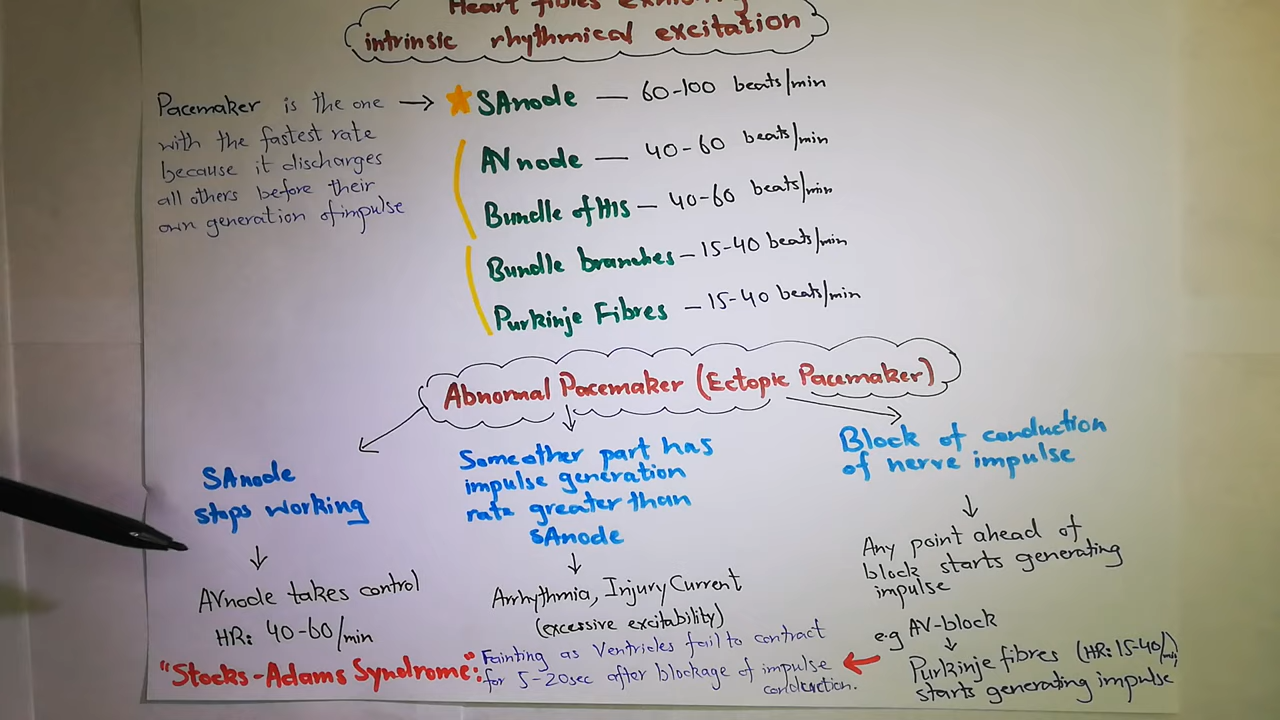 Heart fibres
intrinsic rhythmical excitation
Pacemaker is the one → ★ SAnode — 60-100 beats/min
with the fastest rate
because it discharges
all others before their
own generation of impulse
AVnode — 40-60 beats/min
Bundle of His — 40-60 beats/min
Bundle branches — 15-40 beats/min
Purkinje Fibres — 15-40 beats/min
Abnormal Pacemaker (Ectopic Pacemaker)
SAnode
stops working
↓
AVnode takes control
HR: 40-60/min
Some other part has
impulse generation
rate greater than
SAnode
↓
Arrhythmia, Injury Current
(excessive excitability)
Block of conduction
of nerve impulse
↓
Any point ahead of
block starts generating
impulse
e.g AV-block
↓
Purkinje fibres (HR: 15-40/min)
starts generating impulse
"Stocks-Adams Syndrome": Fainting as Ventricles fail to contract
for 5-20sec after blockage of impulse
conduction.